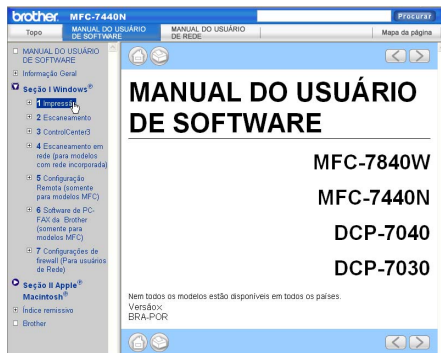 brother. MFC-7440N
Procurar
Topo
MANUAL DO USUÁRIO
DE SOFTWARE
MANUAL DO USUÁRIO
DE REDE
Mapa da página
MANUAL DO USUÁRIO
DE SOFTWARE
Informação Geral
Seção I Windows®
1 Impressão
2 Escaneamento
3 ControlCenter3
4 Escaneamento em
rede (para modelos
com rede incorporada)
5 Configuração
Remota (somente
para modelos MFC)
6 Software de PC-
FAX da Brother
(somente para
modelos MFC)
7 Configurações de
firewall (Para usuários
de Rede)
Seção II Apple®
Macintosh®
Índice remissivo
Brother
MANUAL DO USUÁRIO
DE SOFTWARE
MFC-7840W
MFC-7440N
DCP-7040
DCP-7030
Nem todos os modelos estão disponíveis em todos os países.
Versãox
BRA-POR